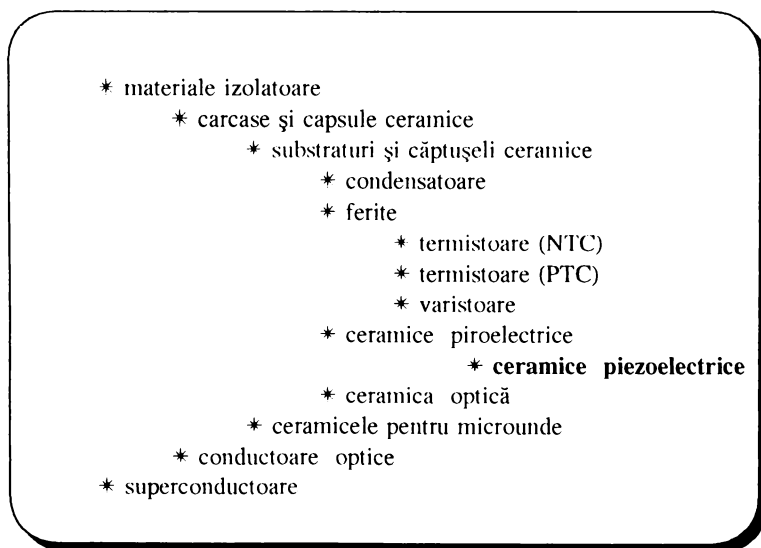 * materiale izolatoare
* carcase şi capsule ceramice
* substraturi şi căptuşeli ceramice
* condensatoare
* ferite
* termistoare (NTC)
* termistoare (PTC)
* varistoare
* ceramice piroelectrice
* ceramice piezoelectrice
* ceramica optică
* ceramicele pentru microunde
* conductoare optice
* superconductoare